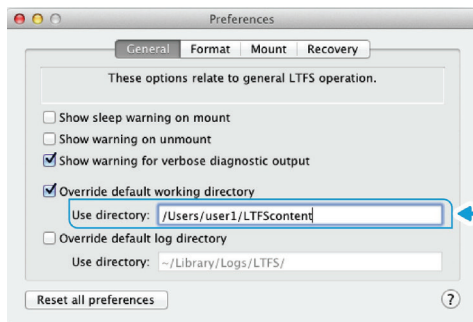 Preferences
General Format Mount Recovery
These options relate to general LTFS operation.
Show sleep warning on mount
Show warning on unmount
Show warning for verbose diagnostic output
Override default working directory
Use directory: /Users/user1/LTFScontent
Override default log directory
Use directory: ~/Library/Logs/LTFS/
Reset all preferences ?